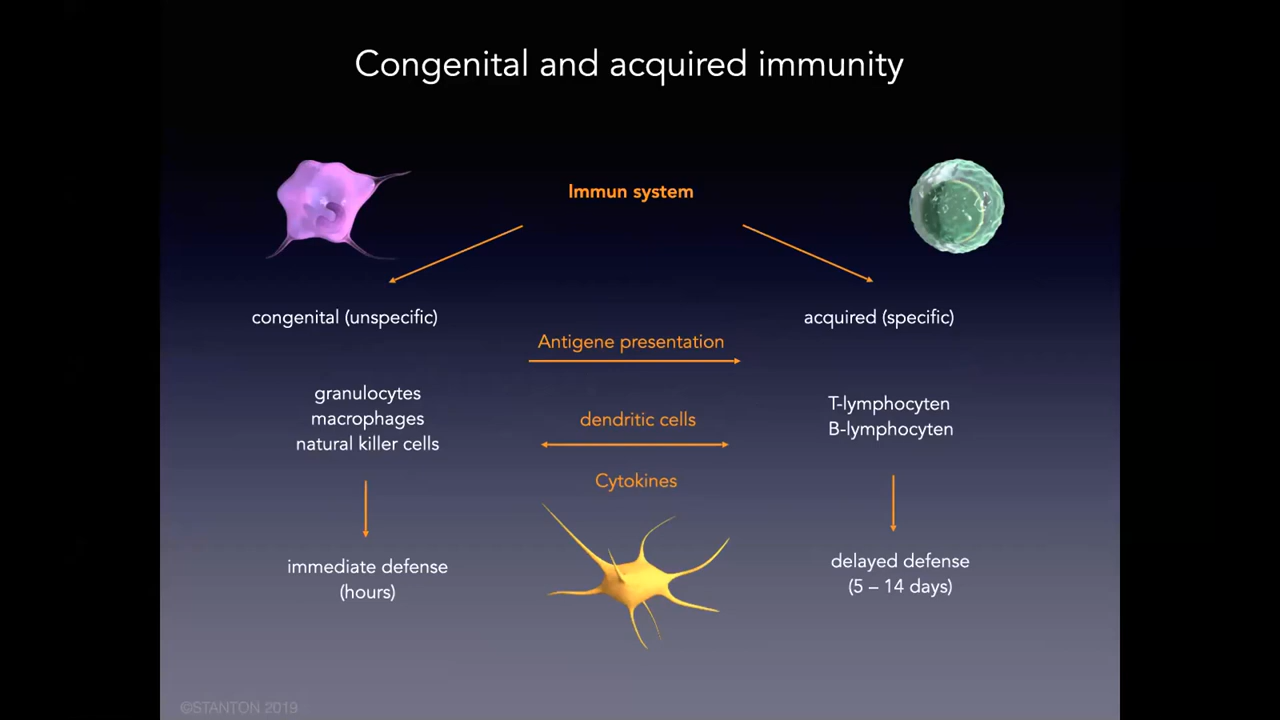 Congenital and acquired immunity
Immun system
congenital (unspecific)
acquired (specific)
Antigene presentation
granulocytes
macrophages
natural killer cells
dendritic cells
T-lymphocyten
B-lymphocyten
Cytokines
immediate defense
(hours)
delayed defense
(5 – 14 days)
©STANTON 2019